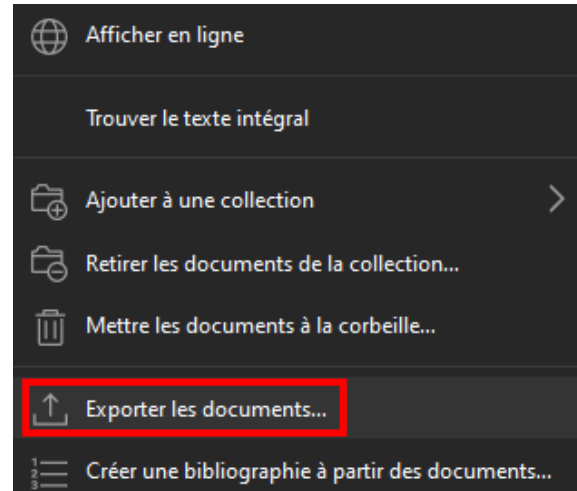 Afficher en ligne
Trouver le texte intégral
Ajouter à une collection
Retirer les documents de la collection...
Mettre les documents à la corbeille...
Exporter les documents...
Créer une bibliographie à partir des documents...